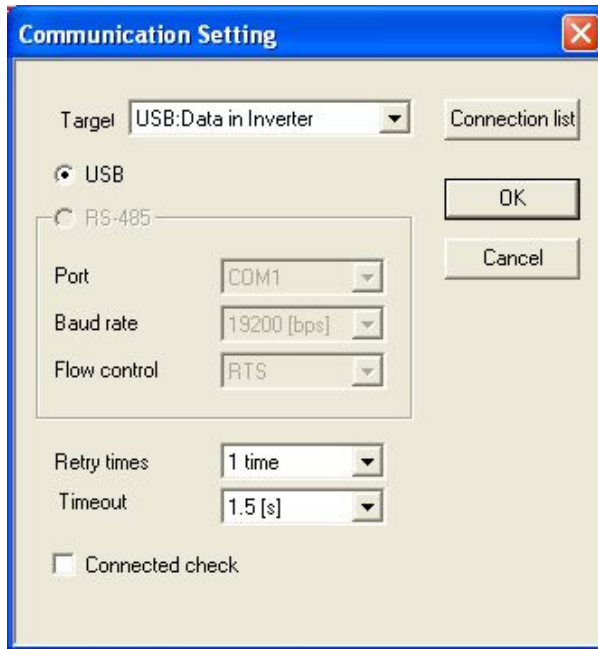 Communication Setting
Target USB:Data in Inverter Connection list
USB
OK
RS-485
Cancel
Port COM1
Baud rate 19200 [bps]
Flow control RTS
Retry times 1 time
Timeout 1.5 [s]
Connected check